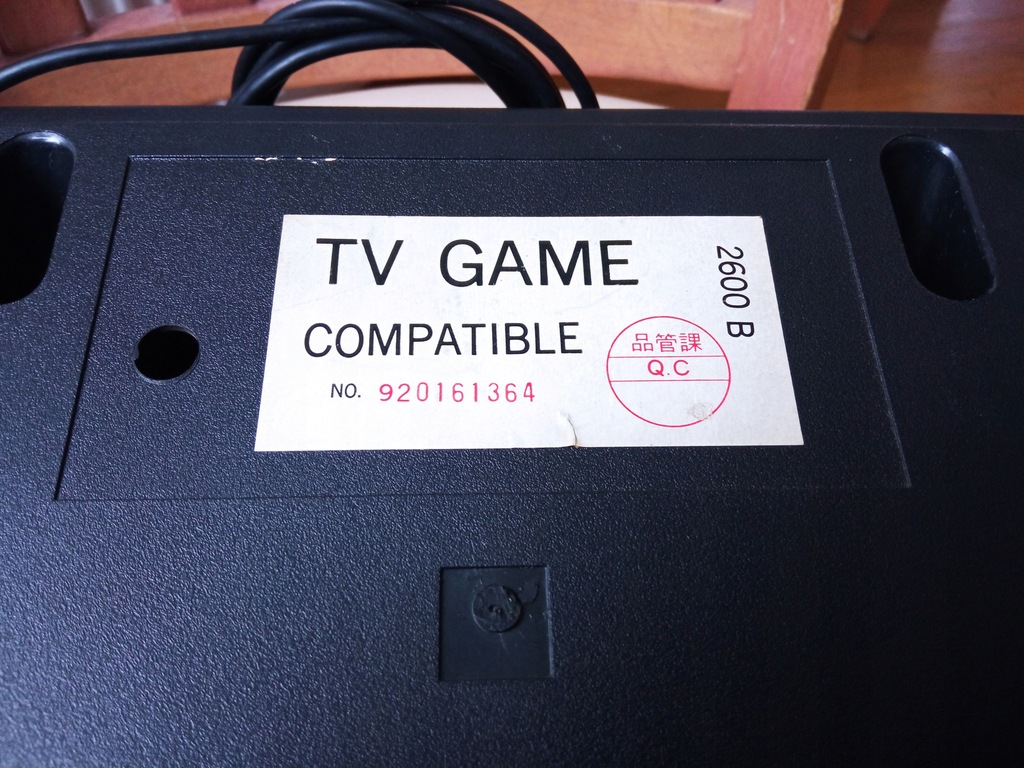 TV GAME
COMPATIBLE
NO. 920161364
2600 B
品管課
Q.C